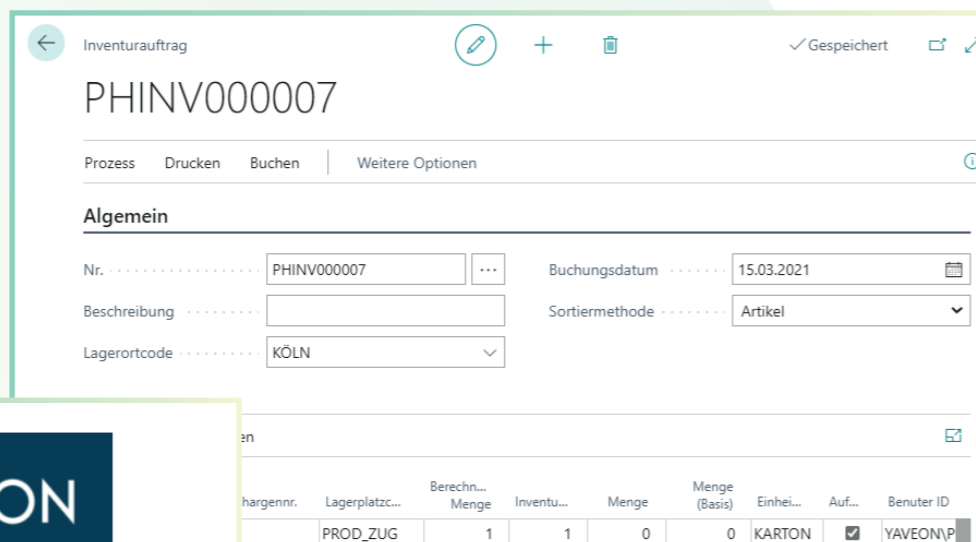 Inventurauftrag
Gespeichert
PHINV000007
Prozess Drucken Buchen Weitere Optionen
Algemein
Nr. PHINV000007 ... Buchungsdatum 15.03.2021
Beschreibung Sortiermethode Artikel
Lagerortcode KÖLN
en
ON
hargennr. Lagerplatzc... Berechn... Menge Inventu... Menge Menge (Basis) Einhei... Auf... Benuter ID
PROD_ZUG 1 1 0 0 KARTON YAVEON\P